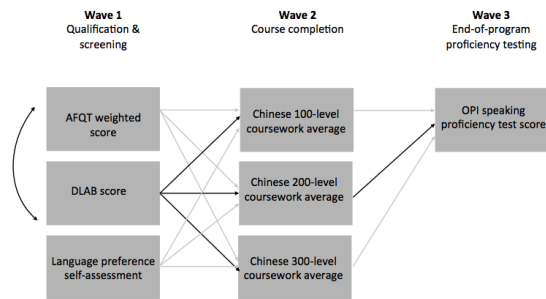 Wave 1
Qualification &
screening
Wave 2
Course completion
Wave 3
End-of-program
proficiency testing
AFQT weighted
score
DLAB score
Language preference
self-assessment
Chinese 100-level
coursework average
Chinese 200-level
coursework average
Chinese 300-level
coursework average
OPI speaking
proficiency test score